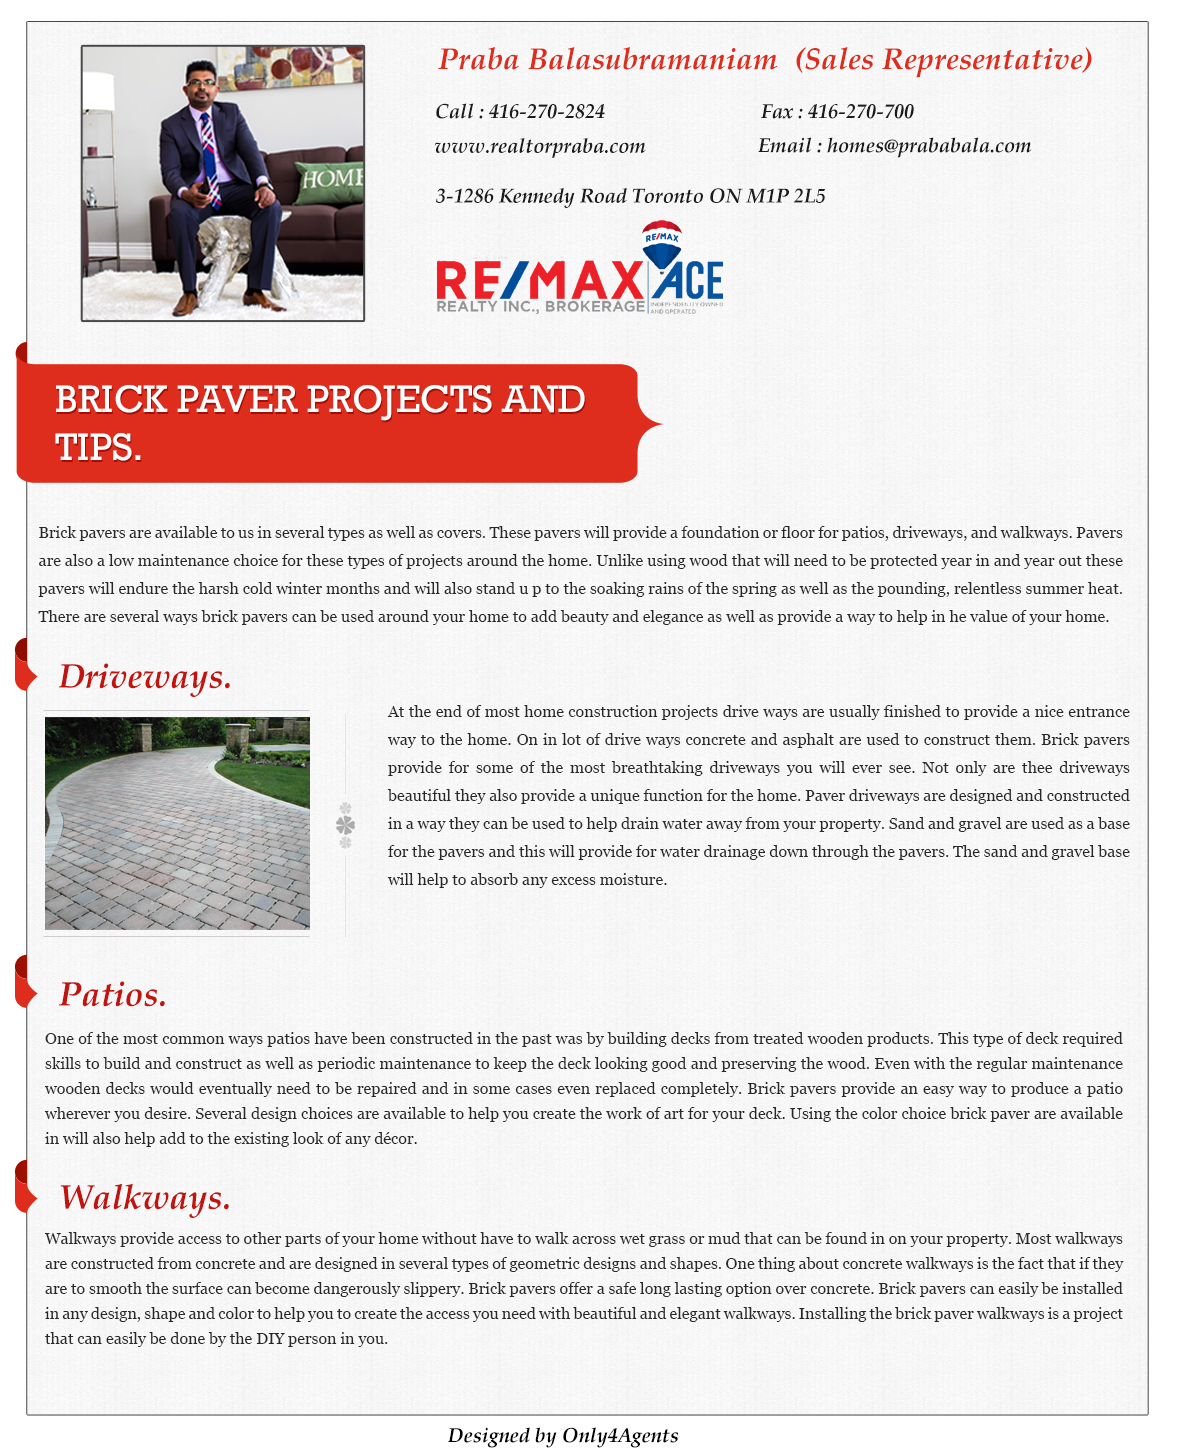 Praba Balasubramaniam (Sales Representative)
Call : 416-270-2824
Fax : 416-270-700
www.realtorpraba.com
Email : homes@prababala.com
3-1286 Kennedy Road Toronto ON M1P 2L5
HOME
RE/MAX
RE/MAX ACE
REALTY INC., BROKERAGE
INDEPENDENTLY OWNED
AND OPERATED
BRICK PAVER PROJECTS AND
TIPS.
Brick pavers are available to us in several types as well as covers. These pavers will provide a foundation or floor for patios, driveways, and walkways. Pavers
are also a low maintenance choice for these types of projects around the home. Unlike using wood that will need to be protected year in and year out these
pavers will endure the harsh cold winter months and will also stand u p to the soaking rains of the spring as well as the pounding, relentless summer heat.
There are several ways brick pavers can be used around your home to add beauty and elegance as well as provide a way to help in he value of your home.
Driveways.
At the end of most home construction projects drive ways are usually finished to provide a nice entrance
way to the home. On in lot of drive ways concrete and asphalt are used to construct them. Brick pavers
provide for some of the most breathtaking driveways you will ever see. Not only are thee driveways
beautiful they also provide a unique function for the home. Paver driveways are designed and constructed
in a way they can be used to help drain water away from your property. Sand and gravel are used as a base
for the pavers and this will provide for water drainage down through the pavers. The sand and gravel base
will help to absorb any excess moisture.
Patios.
One of the most common ways patios have been constructed in the past was by building decks from treated wooden products. This type of deck required
skills to build and construct as well as periodic maintenance to keep the deck looking good and preserving the wood. Even with the regular maintenance
wooden decks would eventually need to be repaired and in some cases even replaced completely. Brick pavers provide an easy way to produce a patio
wherever you desire. Several design choices are available to help you create the work of art for your deck. Using the color choice brick paver are available
in will also help add to the existing look of any décor.
Walkways.
Walkways provide access to other parts of your home without have to walk across wet grass or mud that can be found in on your property. Most walkways
are constructed from concrete and are designed in several types of geometric designs and shapes. One thing about concrete walkways is the fact that if they
are to smooth the surface can become dangerously slippery. Brick pavers offer a safe long lasting option over concrete. Brick pavers can easily be installed
in any design, shape and color to help you to create the access you need with beautiful and elegant walkways. Installing the brick paver walkways is a project
that can easily be done by the DIY person in you.
Designed by Only4Agents